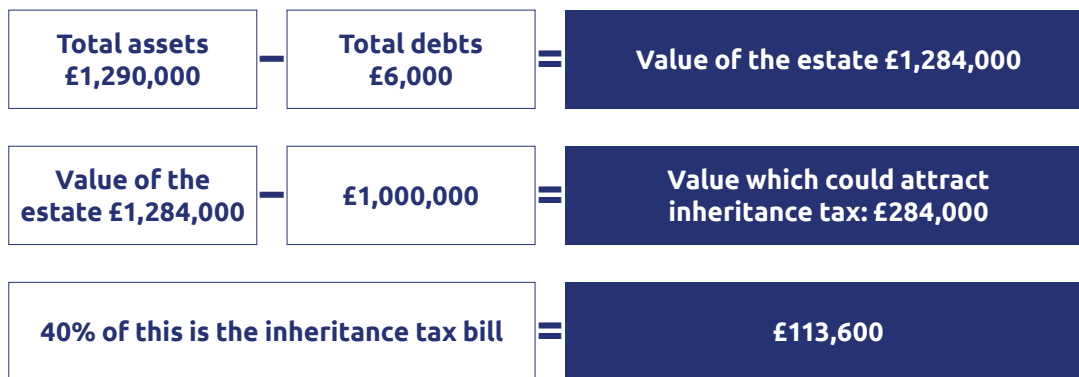 Total assets
£1,290,000
–
Total debts
£6,000
=
Value of the estate £1,284,000
Value of the
estate £1,284,000
–
£1,000,000
=
Value which could attract
inheritance tax: £284,000
40% of this is the inheritance tax bill
=
£113,600